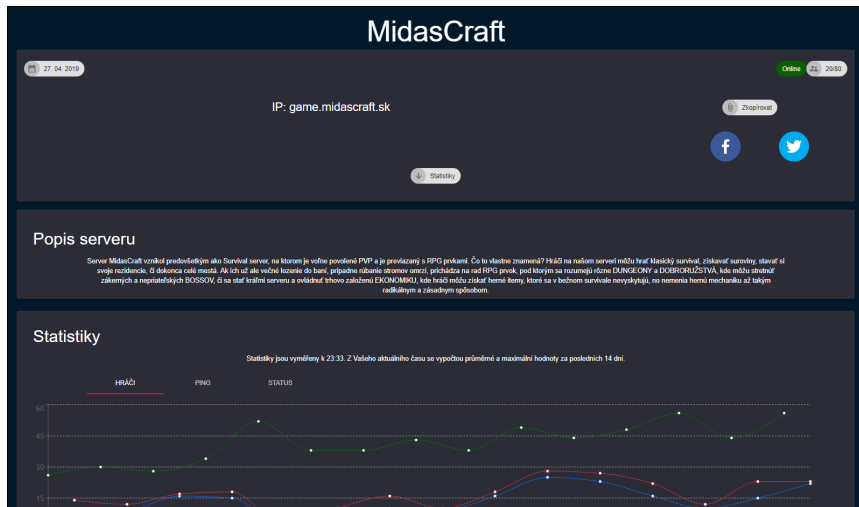 MidasCraft
27. 04. 2019
Online
20/80
IP: game.midascraft.sk
Zkopírovat
Statistiky
Popis serveru
Server MidasCraft vznikol predovšetkým ako Survival server, na ktorom je voľne povolené PVP a je previazaný s RPG prvkami. Čo to vlastne znamená? Hráči na našom serveri môžu hrať klasický survival, získavať suroviny, stavať si
svoje rezidencie, či dokonca celé mestá. Ak ich už ale večné lozenie do baní, prípadne rúbanie stromov omrzí, prichádza na rad RPG prvok, pod ktorým sa rozumejú rôzne DUNGEONY a DOBRORUŽSTVÁ, kde môžu stretnúť
zákerných a nepriateľských BOSSOV, či sa stať kráľmi serveru a ovládnuť trhovo založenú EKONOMIKU, kde hráči môžu získať herné itemy, ktoré sa v bežnom survivale nevyskytujú, no nemenia hernú mechaniku až takým
radikálnym a zásadným spôsobom.
Statistiky
Statistiky jsou vyměřeny k 23:33. Z Vašeho aktuálního času se vypočtou průměrné a maximální hodnoty za posledních 14 dní.
HRÁČI
PING
STATUS
60
45
30
15